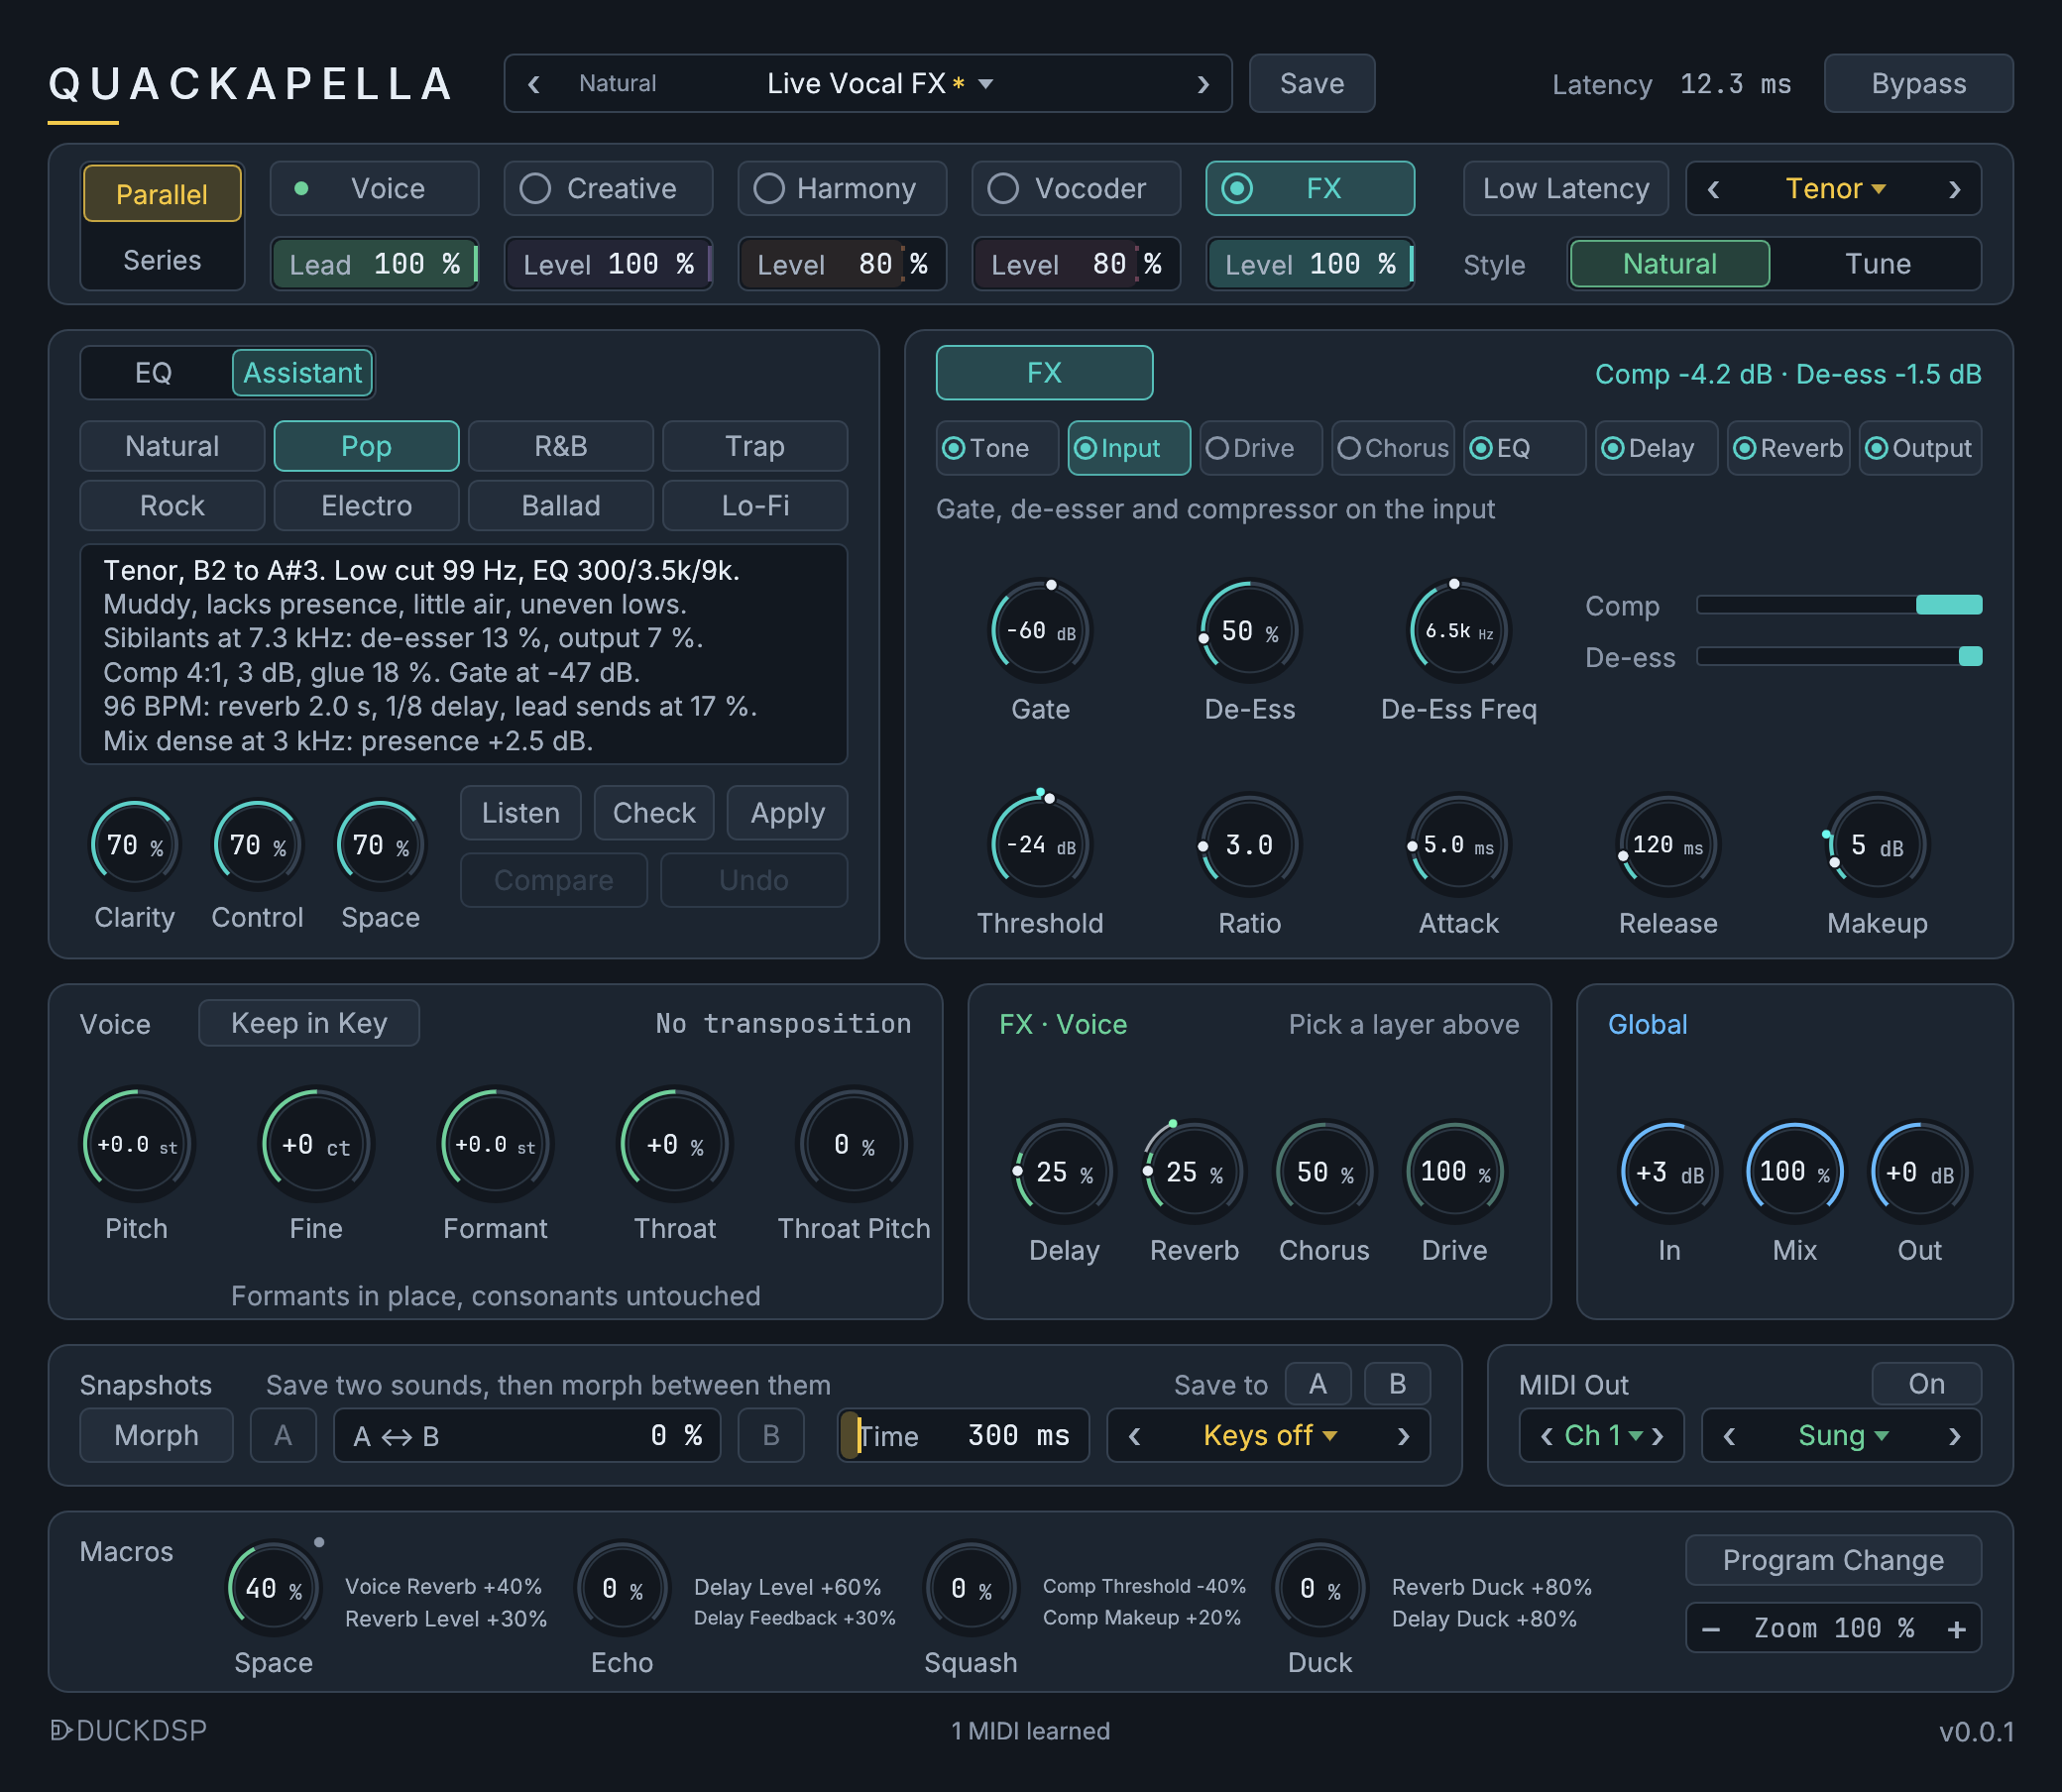 QUACKAPELLA
‹ Natural Live Vocal FX * ›
Save
Latency 12.3 ms
Bypass
Parallel
Series
Voice
Creative
Harmony
Vocoder
FX
Low Latency
‹ Tenor ›
Lead 100 %
Level 100 %
Level 80 %
Level 80 %
Level 100 %
Style
Natural
Tune
EQ
Assistant
Natural
Pop
R&B
Trap
Rock
Electro
Ballad
Lo-Fi
Tenor, B2 to A#3. Low cut 99 Hz, EQ 300/3.5k/9k.
Muddy, lacks presence, little air, uneven lows.
Sibilants at 7.3 kHz: de-esser 13 %, output 7 %.
Comp 4:1, 3 dB, glue 18 %. Gate at -47 dB.
96 BPM: reverb 2.0 s, 1/8 delay, lead sends at 17 %.
Mix dense at 3 kHz: presence +2.5 dB.
70 %
70 %
70 %
Clarity
Control
Space
Listen
Check
Apply
Compare
Undo
FX
Comp -4.2 dB · De-ess -1.5 dB
Tone
Input
Drive
Chorus
EQ
Delay
Reverb
Output
Gate, de-esser and compressor on the input
-60 dB
50 %
6.5k Hz
Gate
De-Ess
De-Ess Freq
Comp
De-ess
-24 dB
3.0
5.0 ms
120 ms
5 dB
Threshold
Ratio
Attack
Release
Makeup
Voice
Keep in Key
No transposition
+0.0 st
+0 ct
+0.0 st
+0 %
0 %
Pitch
Fine
Formant
Throat
Throat Pitch
Formants in place, consonants untouched
FX · Voice
Pick a layer above
25 %
25 %
50 %
100 %
Delay
Reverb
Chorus
Drive
Global
+3 dB
100 %
+0 dB
In
Mix
Out
Snapshots
Save two sounds, then morph between them
Save to
A
B
Morph
A
A ↔ B 0 %
B
Time 300 ms
‹ Keys off ›
MIDI Out
On
‹ Ch 1 ›
‹ Sung ›
Macros
40 %
Space
Voice Reverb +40%
Reverb Level +30%
0 %
Echo
Delay Level +60%
Delay Feedback +30%
0 %
Squash
Comp Threshold -40%
Comp Makeup +20%
0 %
Duck
Reverb Duck +80%
Delay Duck +80%
Program Change
− Zoom 100 % +
DUCKDSP
1 MIDI learned
v0.0.1